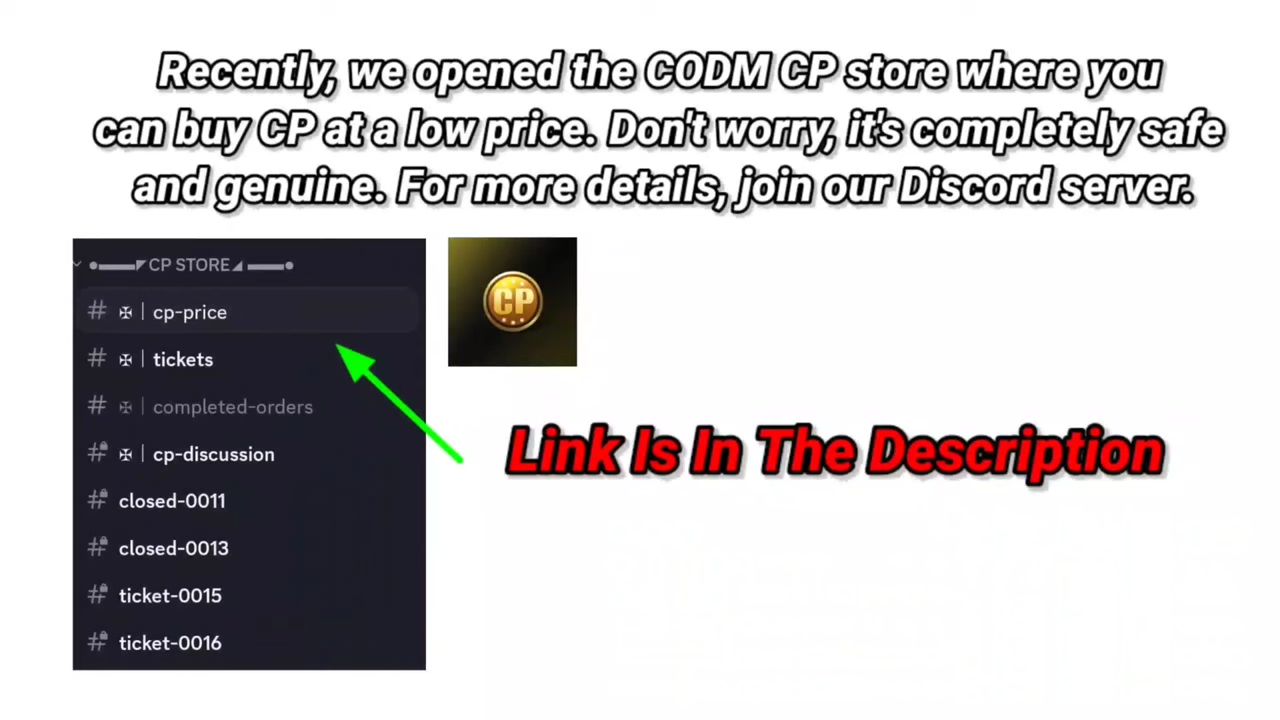 Recently, we opened the CODM CP store where you
can buy CP at a low price. Don't worry, it's completely safe
and genuine. For more details, join our Discord server.
CP STORE
CP
# ✠ | cp-price
# ✠ | tickets
# ✠ | completed-orders
# ✠ | cp-discussion
Link Is In The Description
# closed-0011
# closed-0013
# ticket-0015
# ticket-0016